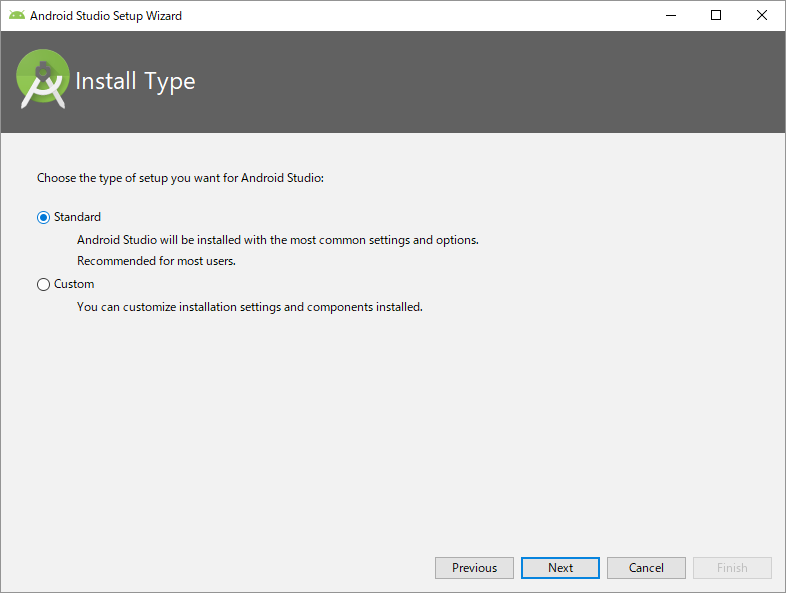 Android Studio Setup Wizard
Install Type
Choose the type of setup you want for Android Studio:
Standard
Android Studio will be installed with the most common settings and options.
Recommended for most users.
Custom
You can customize installation settings and components installed.
Previous
Next
Cancel
Finish